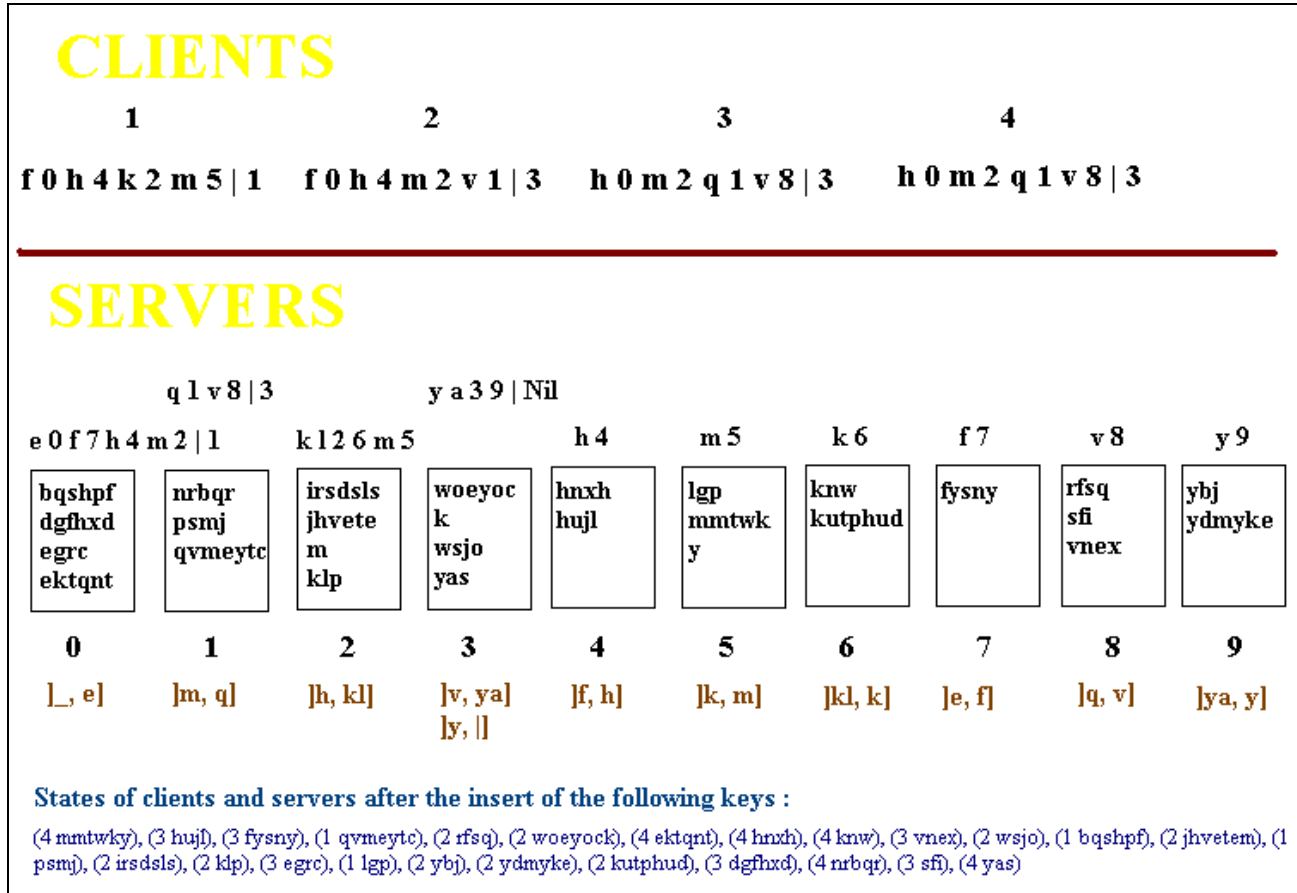 CLIENTS
1 2 3 4
f 0 h 4 k 2 m 5 | 1 f 0 h 4 m 2 v 1 | 3 h 0 m 2 q 1 v 8 | 3 h 0 m 2 q 1 v 8 | 3
SERVERS
q 1 v 8 | 3 y a 3 9 | Nil
e 0 f 7 h 4 m 2 | 1 k l 2 6 m 5 h 4 m 5 k 6 f 7 v 8 y 9
bqshpf nrbqr irsdsls woeyoc hnxh lgp knw fysny rfsq ybj
dgfhxd psmj jhvete k hujl mmtwk kutphud sfi ydmyke
egrc qvmeytc m wsjo y vnex
ektqnt klp yas
0 1 2 3 4 5 6 7 8 9
]_, e] ]m, q] ]h, kl] ]v, ya] ]f, h] ]k, m] ]kl, k] ]e, f] ]q, v] ]ya, y]
]y, |]
States of clients and servers after the insert of the following keys :
(4 mmtwky), (3 hujl), (3 fysny), (1 qvmeytc), (2 rfsq), (2 woeyock), (4 ektqnt), (4 hnxh), (4 knw), (3 vnex), (2 wsjo), (1 bqshpf), (2 jhvetem), (1
psmj), (2 irsdsls), (2 klp), (3 egrc), (1 lgp), (2 ybj), (2 ydmyke), (2 kutphud), (3 dgfhxd), (4 nrbqr), (3 sfi), (4 yas)